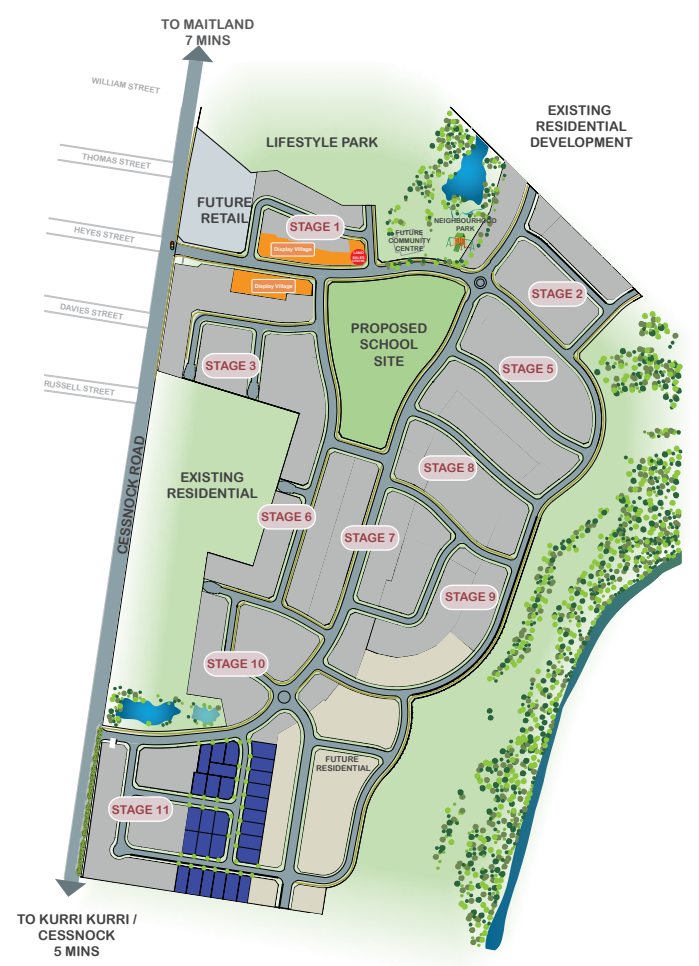 TO MAITLAND
7 MINS
WILLIAM STREET
EXISTING
RESIDENTIAL
DEVELOPMENT
LIFESTYLE PARK
THOMAS STREET
FUTURE
RETAIL
STAGE 1
NEIGHBOURHOOD
PARK
HEYES STREET
FUTURE
COMMUNITY
CENTRE
Display Village
LAND
SALES
Display Village
STAGE 2
DAVIES STREET
PROPOSED
SCHOOL
SITE
STAGE 3
STAGE 5
RUSSELL STREET
CESSNOCK ROAD
EXISTING
RESIDENTIAL
STAGE 8
STAGE 6
STAGE 7
STAGE 9
STAGE 10
FUTURE
RESIDENTIAL
STAGE 11
TO KURRI KURRI /
CESSNOCK
5 MINS